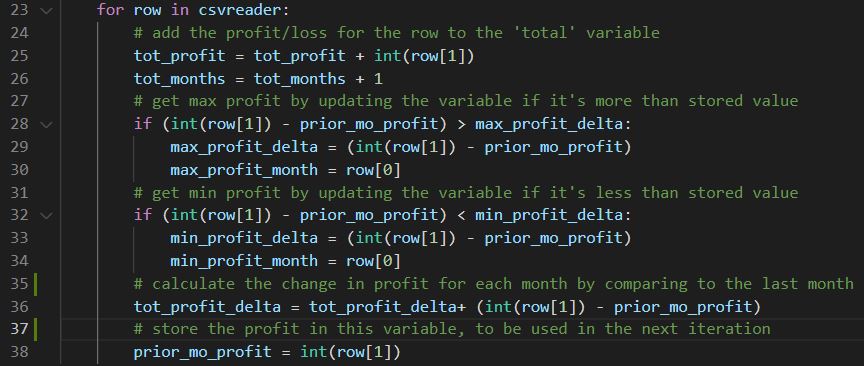 23 for row in csvreader:
24 # add the profit/loss for the row to the 'total' variable
25 tot_profit = tot_profit + int(row[1])
26 tot_months = tot_months + 1
27 # get max profit by updating the variable if it's more than stored value
28 if (int(row[1]) - prior_mo_profit) > max_profit_delta:
29 max_profit_delta = (int(row[1]) - prior_mo_profit)
30 max_profit_month = row[0]
31 # get min profit by updating the variable if it's less than stored value
32 if (int(row[1]) - prior_mo_profit) < min_profit_delta:
33 min_profit_delta = (int(row[1]) - prior_mo_profit)
34 min_profit_month = row[0]
35 # calculate the change in profit for each month by comparing to the last month
36 tot_profit_delta = tot_profit_delta+ (int(row[1]) - prior_mo_profit)
37 # store the profit in this variable, to be used in the next iteration
38 prior_mo_profit = int(row[1])